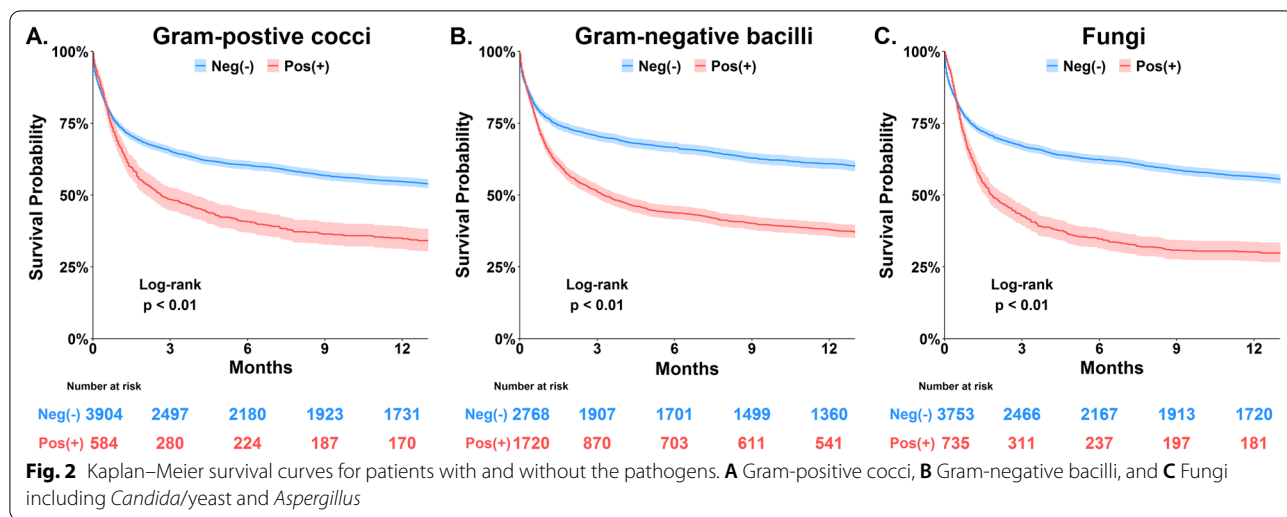 A. Gram-postive cocci
100%
Neg(-) Pos(+)
75%
50%
25%
0%
Survival Probability
Log-rank
p < 0.01
0 3 6 9 12
Months
Number at risk
Neg(-) 3904 2497 2180 1923 1731
Pos(+) 584 280 224 187 170
B. Gram-negative bacilli
100%
Neg(-) Pos(+)
75%
50%
25%
0%
Survival Probability
Log-rank
p < 0.01
0 3 6 9 12
Months
Number at risk
Neg(-) 2768 1907 1701 1499 1360
Pos(+) 1720 870 703 611 541
C. Fungi
100%
Neg(-) Pos(+)
75%
50%
25%
0%
Survival Probability
Log-rank
p < 0.01
0 3 6 9 12
Months
Number at risk
Neg(-) 3753 2466 2167 1913 1720
Pos(+) 735 311 237 197 181
Fig. 2 Kaplan–Meier survival curves for patients with and without the pathogens. A Gram-positive cocci, B Gram-negative bacilli, and C Fungi
including Candida/yeast and Aspergillus